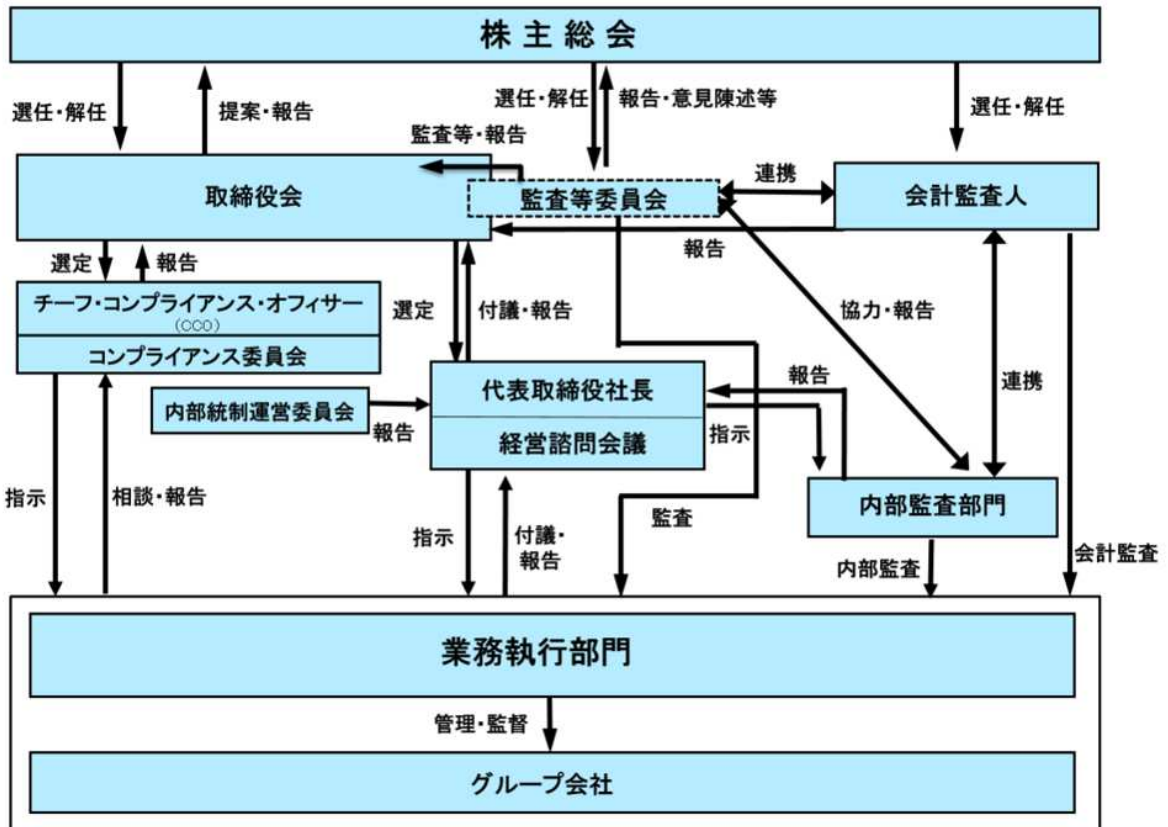 株主総会
選任・解任
提案・報告
選任・解任
報告・意見陳述等
選任・解任
監査等・報告
取締役会
監査等委員会
連携
会計監査人
報告
選定
報告
チーフ・コンプライアンス・オフィサー
(CCO)
コンプライアンス委員会
選定
付議・報告
協力・報告
代表取締役社長
経営諮問会議
内部統制運営委員会
報告
報告
指示
連携
指示
相談・報告
指示
付議・
報告
監査
内部監査部門
内部監査
会計監査
業務執行部門
管理・監督
グループ会社